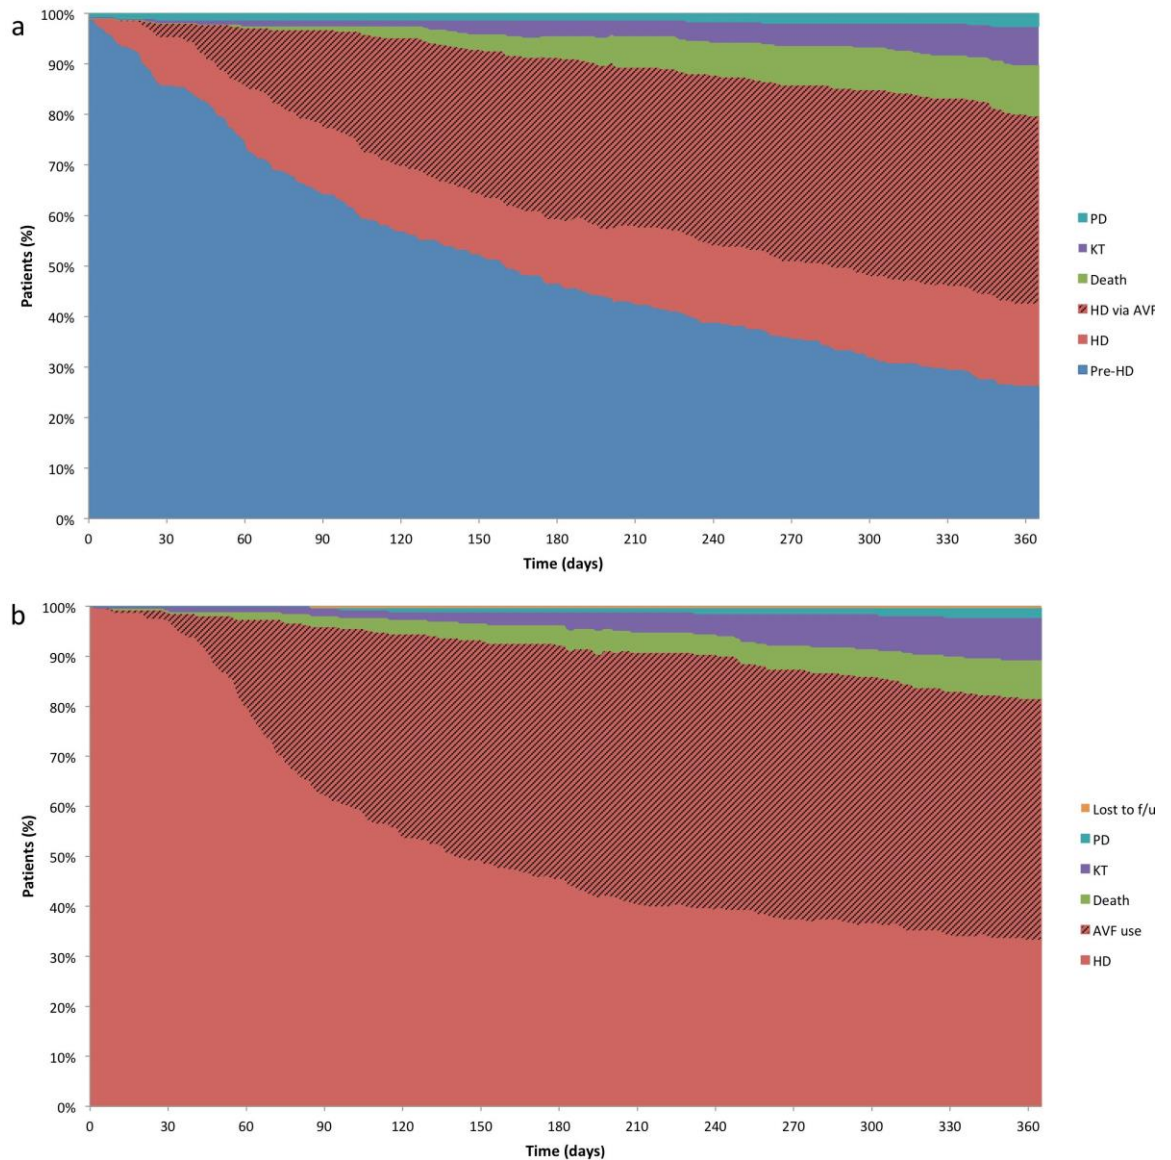 a
100%
90%
80%
70%
60%
50%
40%
30%
20%
10%
0%
Patients (%)
0 30 60 90 120 150 180 210 240 270 300 330 360
Time (days)
PD
KT
Death
HD via AVF
HD
Pre-HD
b
100%
90%
80%
70%
60%
50%
40%
30%
20%
10%
0%
Patients (%)
0 30 60 90 120 150 180 210 240 270 300 330 360
Time (days)
Lost to f/u
PD
KT
Death
AVF use
HD